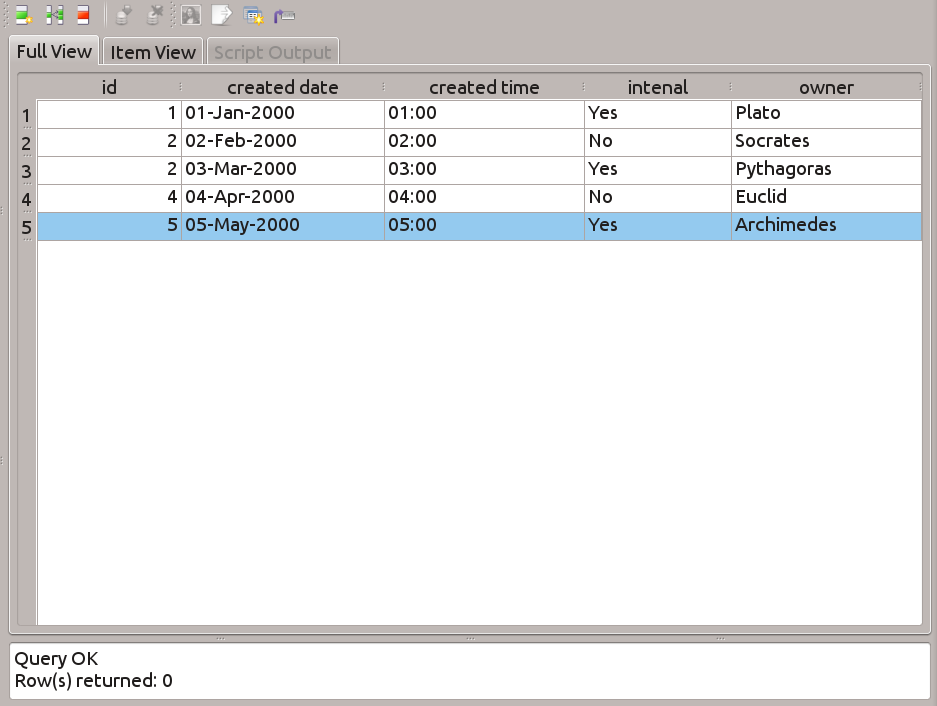 Full View Item View Script Output
id created date created time intenal owner
1 1 01-Jan-2000 01:00 Yes Plato
2 2 02-Feb-2000 02:00 No Socrates
3 2 03-Mar-2000 03:00 Yes Pythagoras
4 4 04-Apr-2000 04:00 No Euclid
5 5 05-May-2000 05:00 Yes Archimedes
Query OK
Row(s) returned: 0